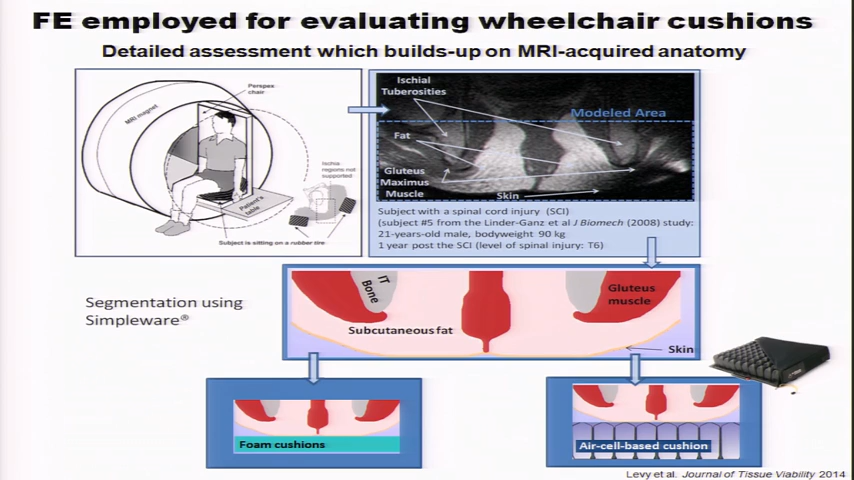 FE employed for evaluating wheelchair cushions
Detailed assessment which builds-up on MRI-acquired anatomy
Perspex
chair
MRI magnet
Ischia
regions not
supported
Patient's
table
Subject is sitting on a rubber tire
Ischial
Tuberosities
Modeled Area
Fat
Gluteus
Maximus
Muscle
Skin
Subject with a spinal cord injury (SCI)
(subject #5 from the Linder-Ganz et al J Biomech (2008) study:
21-years-old male, bodyweight 90 kg
1 year post the SCI (level of spinal injury: T6)
Segmentation using
Simpleware®
IT
Bone
Gluteus
muscle
Subcutaneous fat
Skin
Foam cushions
Air-cell-based cushion
Levy et al. Journal of Tissue Viability 2014